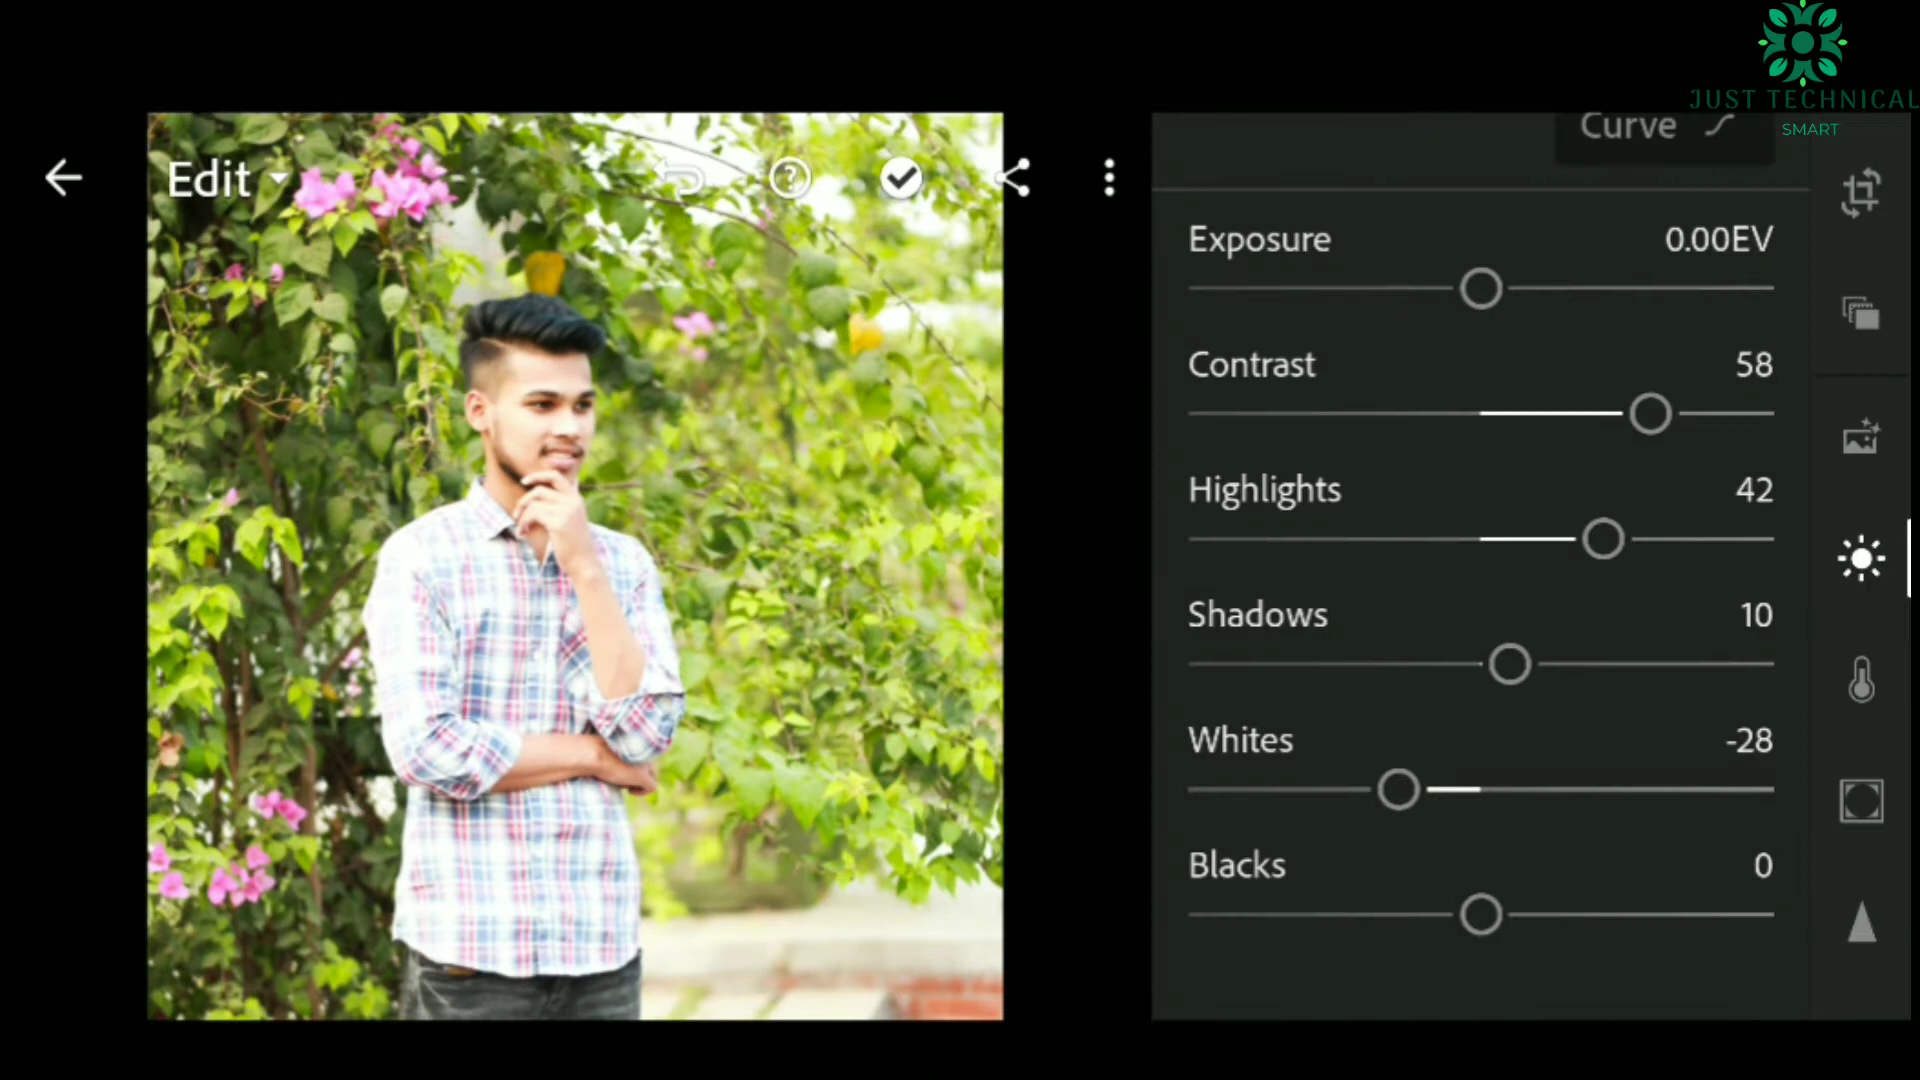 JUST TECHNICAL
SMART
Edit
Curve
Exposure 0.00EV
Contrast 58
Highlights 42
Shadows 10
Whites -28
Blacks 0